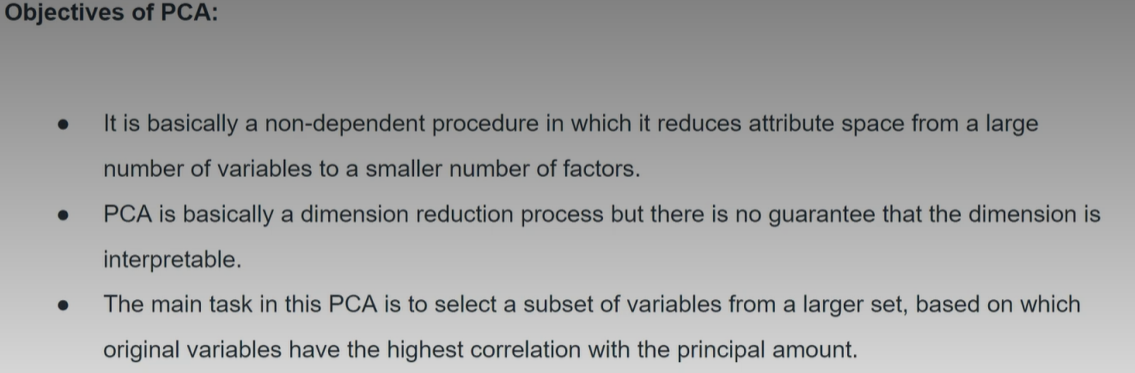 Objectives of PCA:
● It is basically a non-dependent procedure in which it reduces attribute space from a large
number of variables to a smaller number of factors.
● PCA is basically a dimension reduction process but there is no guarantee that the dimension is
interpretable.
● The main task in this PCA is to select a subset of variables from a larger set, based on which
original variables have the highest correlation with the principal amount.